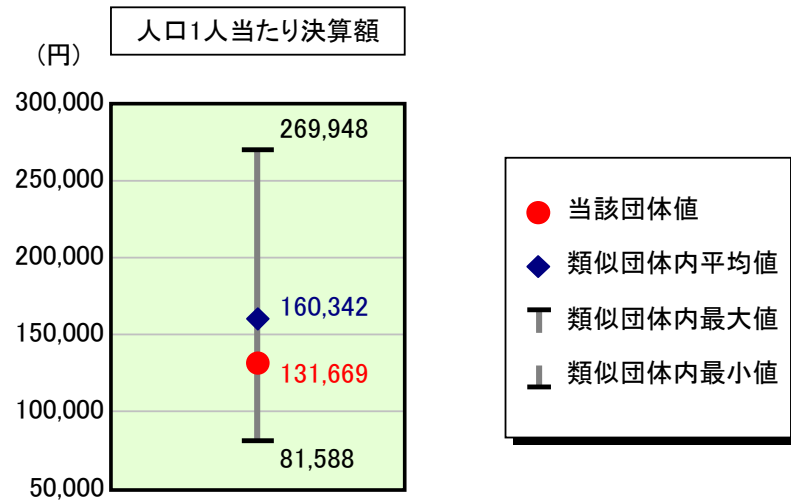 人口1人当たり決算額
(円)
300,000
250,000
200,000
150,000
100,000
50,000
269,948
160,342
131,669
81,588
当該団体値
類似団体内平均値
類似団体内最大値
類似団体内最小値